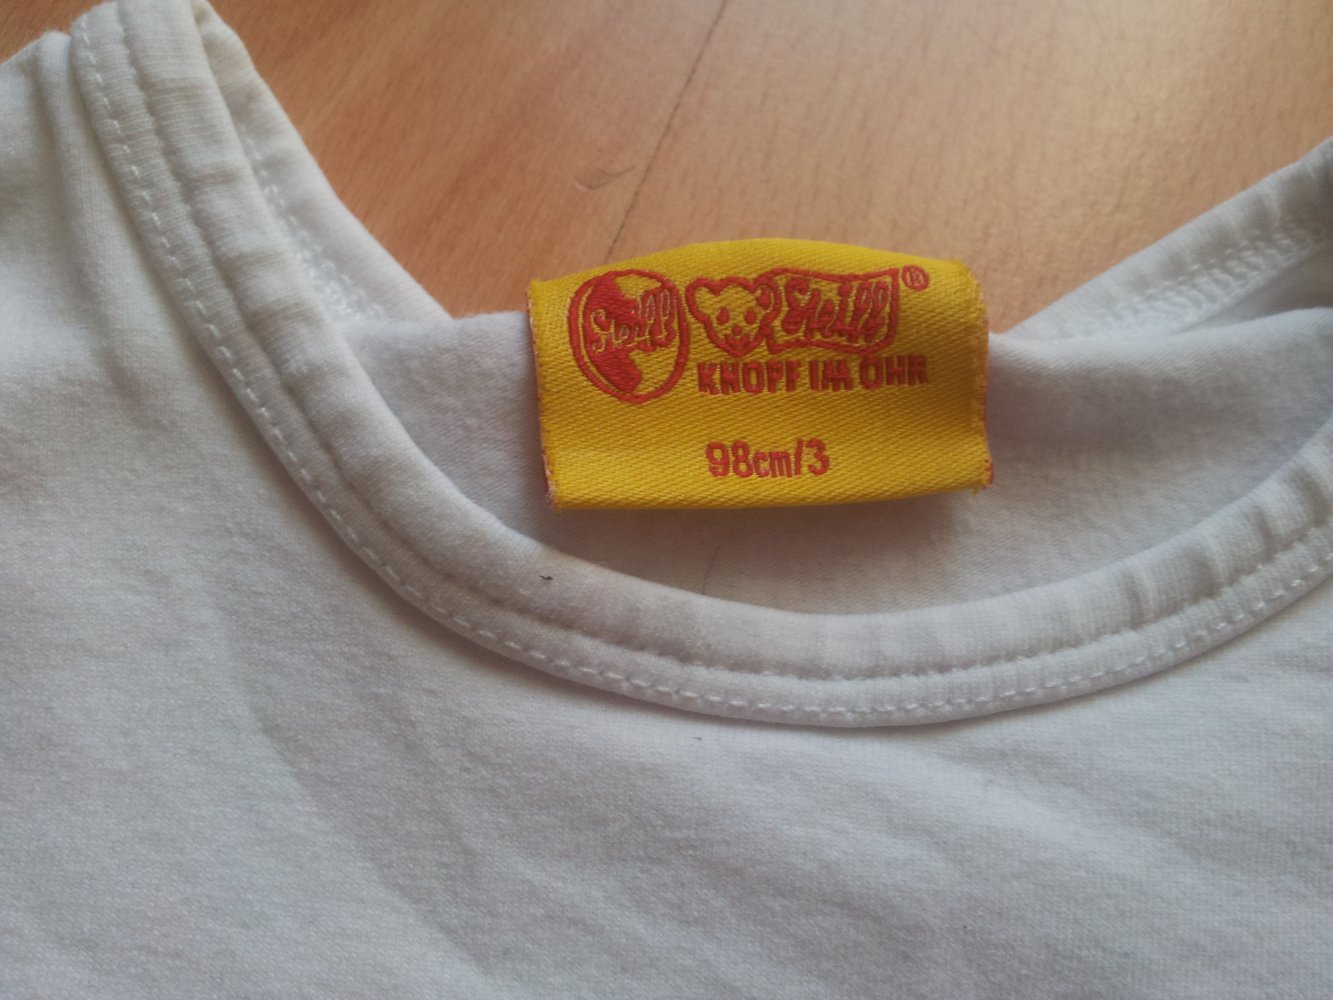 Steiff
Steiff ®
KNOPF IM OHR
98cm/3